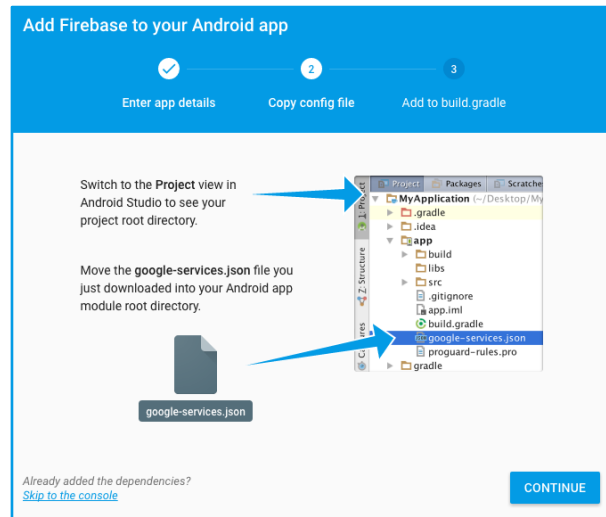 Add Firebase to your Android app
2
3
Enter app details
Copy config file
Add to build.gradle
Switch to the Project view in
Android Studio to see your
project root directory.
Move the google-services.json file you
just downloaded into your Android app
module root directory.
google-services.json
1: Project
Z: Structure
Project
Packages
Scratche
MyApplication (~/Desktop/My
.gradle
.idea
app
build
libs
src
.gitignore
app.iml
build.gradle
google-services.json
proguard-rules.pro
gradle
Already added the dependencies?
Skip to the console
CONTINUE